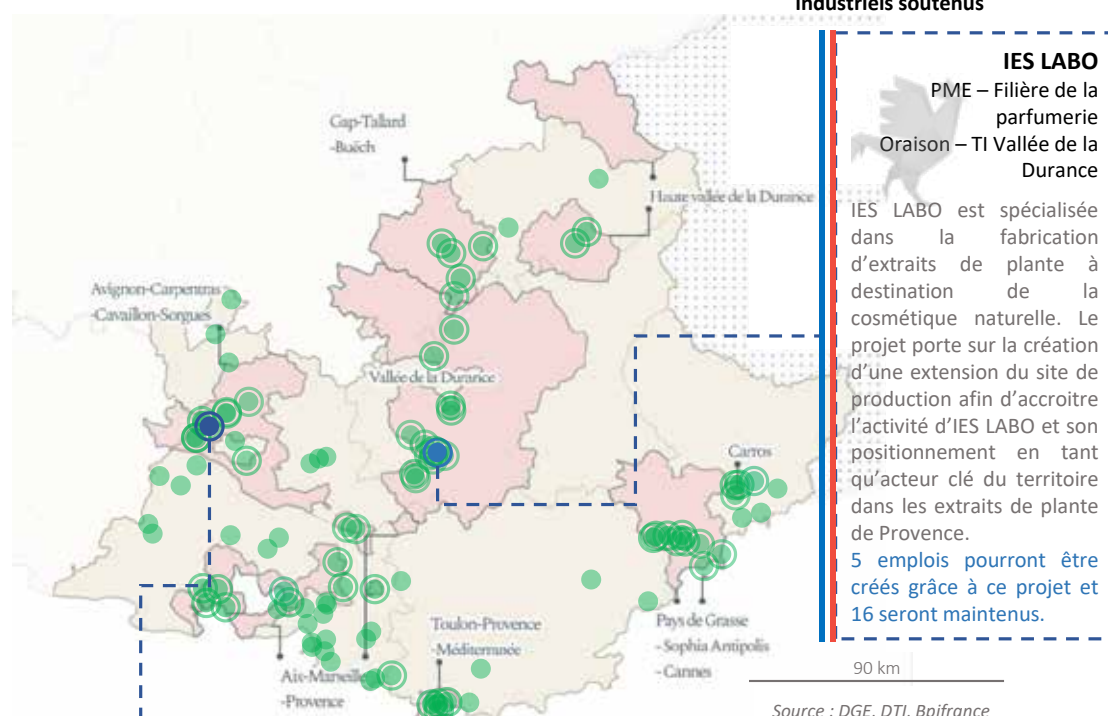 industriels soutenus
IES LABO
PME – Filière de la
parfumerie
Oraison – TI Vallée de la
Durance
IES LABO est spécialisée
dans la fabrication
d’extraits de plante à
destination de la
cosmétique naturelle. Le
projet porte sur la création
d’une extension du site de
production afin d’accroitre
l’activité d’IES LABO et son
positionnement en tant
qu’acteur clé du territoire
dans les extraits de plante
de Provence.
5 emplois pourront être
créés grâce à ce projet et
16 seront maintenus.
Gap-Tallard
-Buëch
Haute vallée de la Durance
Avignon-Carpentras
-Cavaillon-Sorgues
Vallée de la Durance
Carros
Toulon-Provence
-Méditerranée
Pays de Grasse
-Sophia Antipolis
-Cannes
Aix-Marseille
-Provence
90 km
Source : DGE, DTI, Bpifrance